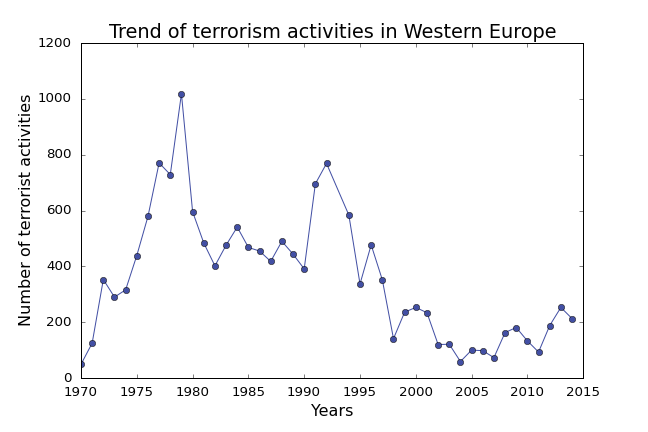 Trend of terrorism activities in Western Europe
1200
1000
800
600
400
200
0
Number of terrorist activities
1970 1975 1980 1985 1990 1995 2000 2005 2010 2015
Years